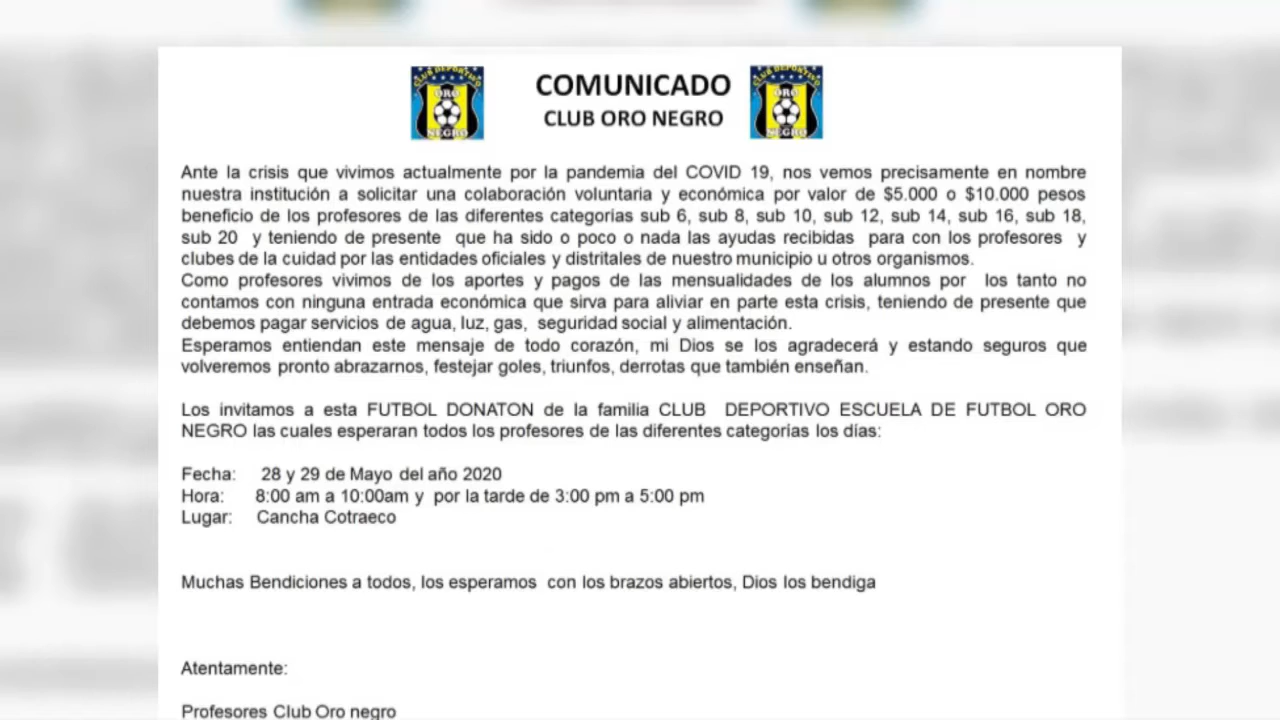 CLUB DEPORTIVO
ORO
NEGRO
COMUNICADO
CLUB ORO NEGRO
CLUB DEPORTIVO
ORO
NEGRO
Ante la crisis que vivimos actualmente por la pandemia del COVID 19, nos vemos precisamente en nombre
nuestra institución a solicitar una colaboración voluntaria y económica por valor de $5.000 o $10.000 pesos
beneficio de los profesores de las diferentes categorias sub 6, sub 8, sub 10, sub 12, sub 14, sub 16, sub 18,
sub 20 y teniendo de presente que ha sido o poco o nada las ayudas recibidas para con los profesores y
clubes de la cuidad por las entidades oficiales y distritales de nuestro municipio u otros organismos.
Como profesores vivimos de los aportes y pagos de las mensualidades de los alumnos por los tanto no
contamos con ninguna entrada económica que sirva para aliviar en parte esta crisis, teniendo de presente que
debemos pagar servicios de agua, luz, gas, seguridad social y alimentación.
Esperamos entiendan este mensaje de todo corazón, mi Dios se los agradecerá y estando seguros que
volveremos pronto abrazarnos, festejar goles, triunfos, derrotas que también enseñan.
Los invitamos a esta FUTBOL DONATON de la familia CLUB DEPORTIVO ESCUELA DE FUTBOL ORO
NEGRO las cuales esperaran todos los profesores de las diferentes categorias los días:
Fecha: 28 y 29 de Mayo del año 2020
Hora: 8:00 am a 10:00am y por la tarde de 3:00 pm a 5:00 pm
Lugar: Cancha Cotraeco
Muchas Bendiciones a todos, los esperamos con los brazos abiertos, Dios los bendiga
Atentamente:
Profesores Club Oro negro